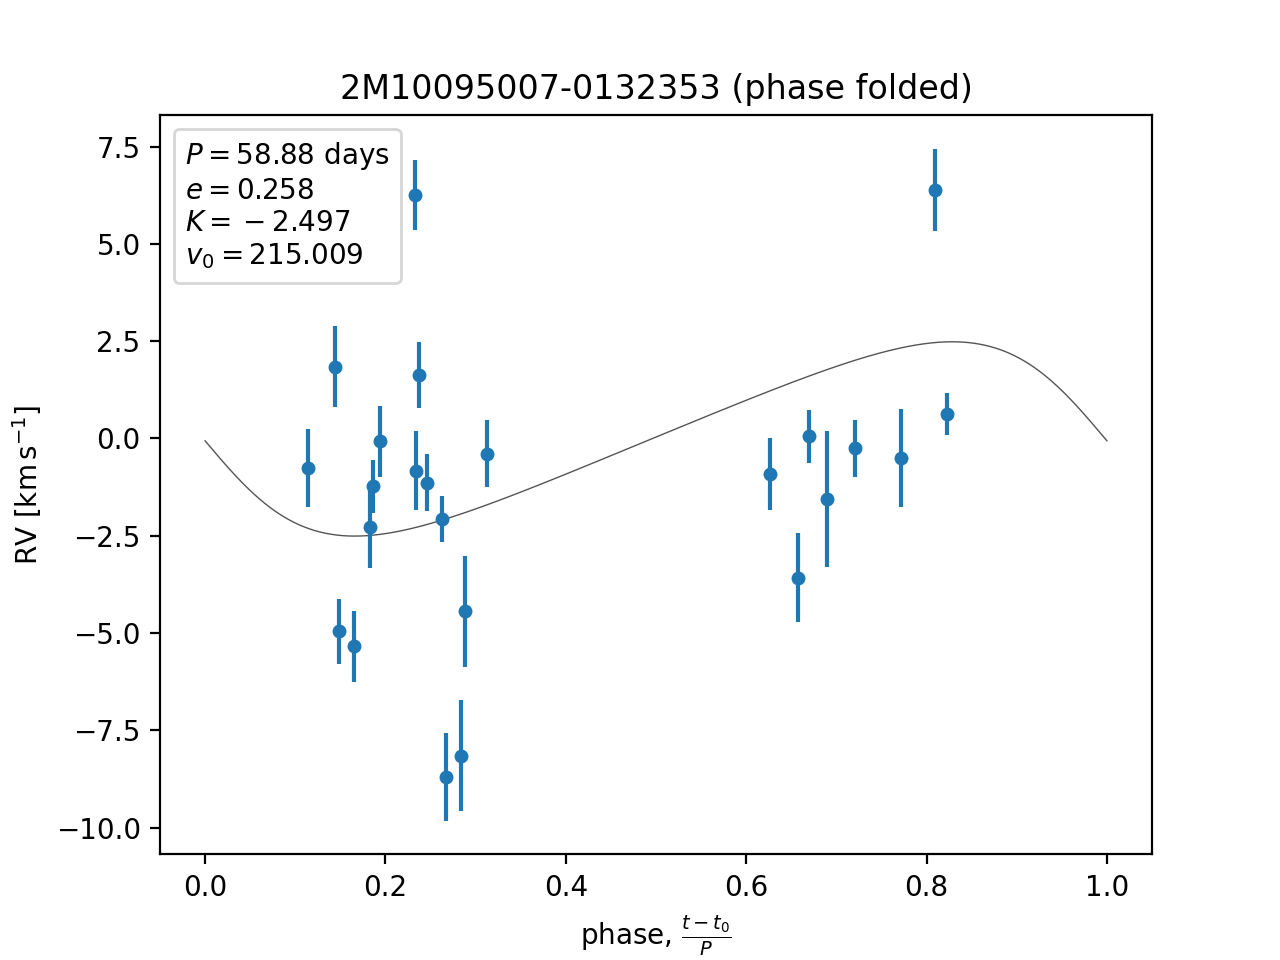 2M10095007-0132353 (phase folded)
P = 58.88 days
e = 0.258
K = −2.497
v₀ = 215.009
7.5
5.0
2.5
0.0
−2.5
−5.0
−7.5
−10.0
RV [km s⁻¹]
0.0 0.2 0.4 0.6 0.8 1.0
phase, (t − t₀)/P